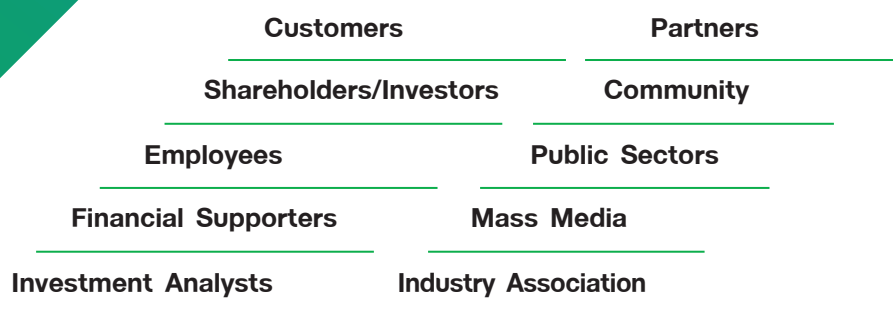 Customers
Partners
Shareholders/Investors
Community
Employees
Public Sectors
Financial Supporters
Mass Media
Investment Analysts
Industry Association